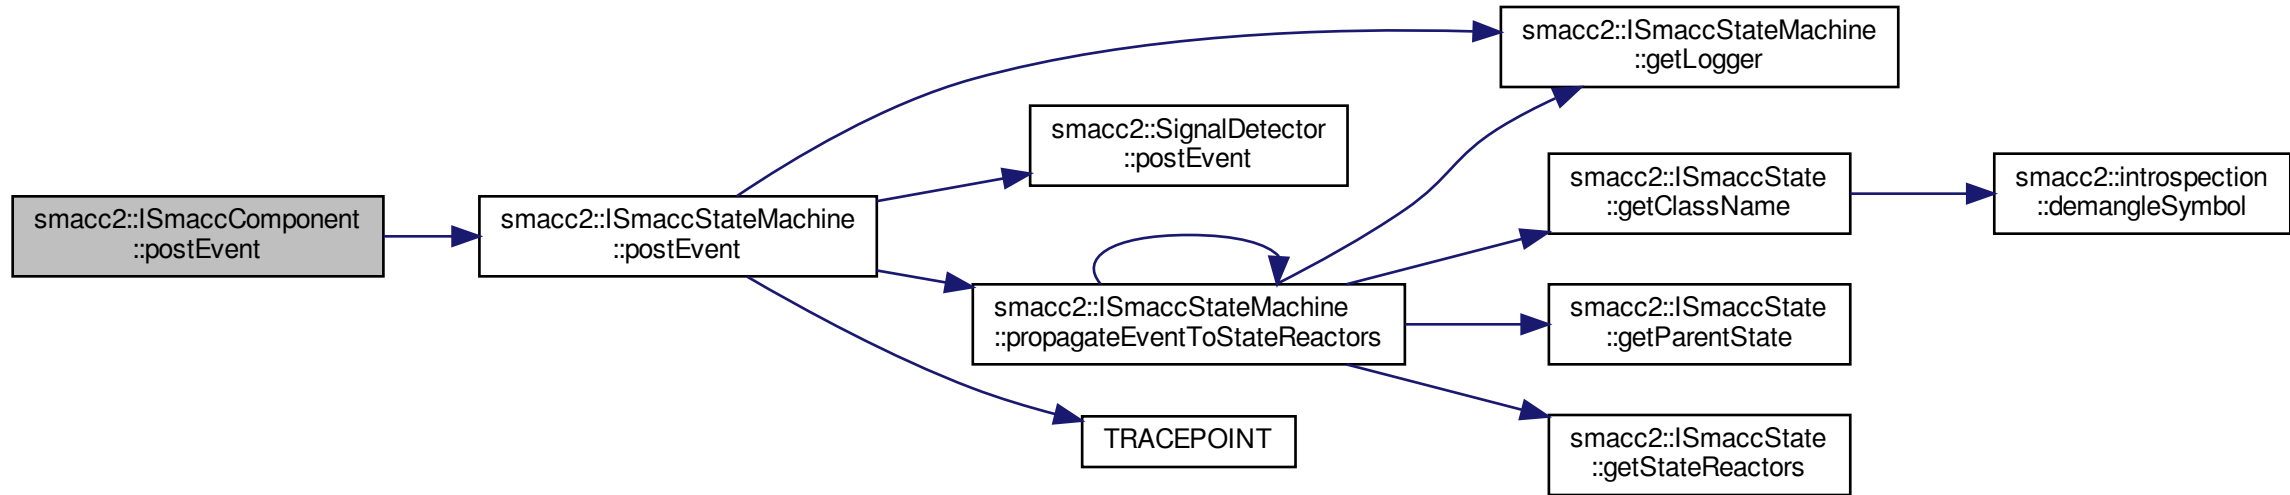 smacc2::ISmaccComponent
::postEvent
smacc2::ISmaccStateMachine
::postEvent
smacc2::ISmaccStateMachine
::getLogger
smacc2::SignalDetector
::postEvent
smacc2::ISmaccStateMachine
::propagateEventToStateReactors
TRACEPOINT
smacc2::ISmaccState
::getClassName
smacc2::ISmaccState
::getParentState
smacc2::ISmaccState
::getStateReactors
smacc2::introspection
::demangleSymbol